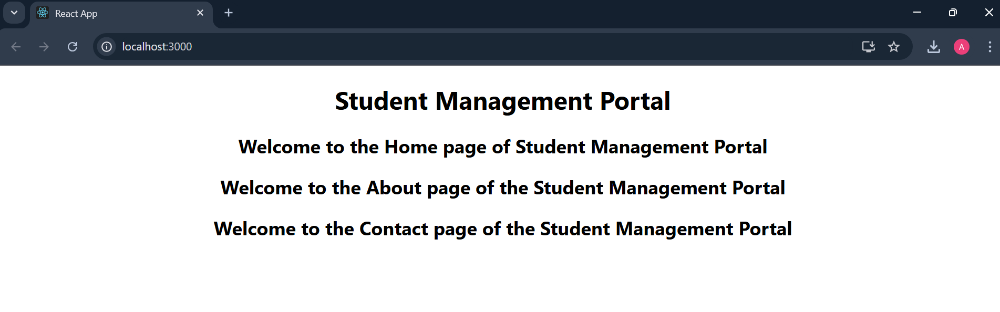 React App
localhost:3000
A
Student Management Portal
Welcome to the Home page of Student Management Portal
Welcome to the About page of the Student Management Portal
Welcome to the Contact page of the Student Management Portal